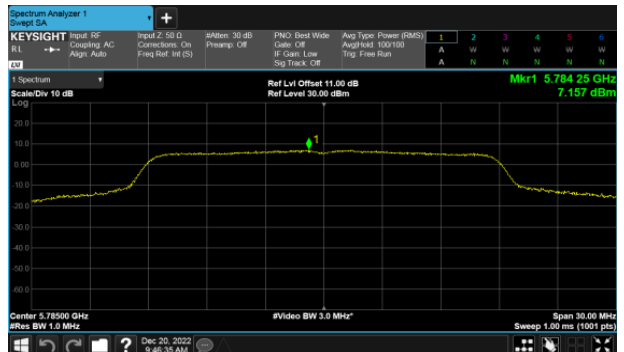 Spectrum Analyzer 1
Swept SA
+
KEYSIGHT Input: RF Input Z: 50 Ω #Atten: 30 dB PNO: Best Wide Avg Type: Power (RMS) 1 2 3 4 5 6
RL Coupling: AC Corrections: On Preamp: Off Gate: Off Avg|Hold: 100/100 A W W W W W
Align: Auto Freq Ref: Int (S) IF Gain: Low Trig: Free Run
Sig Track: Off A N N N N N
LXI
1 Spectrum Ref Lvl Offset 11.00 dB Mkr1 5.784 25 GHz
Scale/Div 10 dB Ref Level 30.00 dBm 7.157 dBm
Log
20.0
1
10.0
0.00
-10.0
-20.0
-30.0
-40.0
-50.0
-60.0
Center 5.78500 GHz #Video BW 3.0 MHz* Span 30.00 MHz
#Res BW 1.0 MHz Sweep 1.00 ms (1001 pts)
? Dec 20, 2022
9:46:35 AM